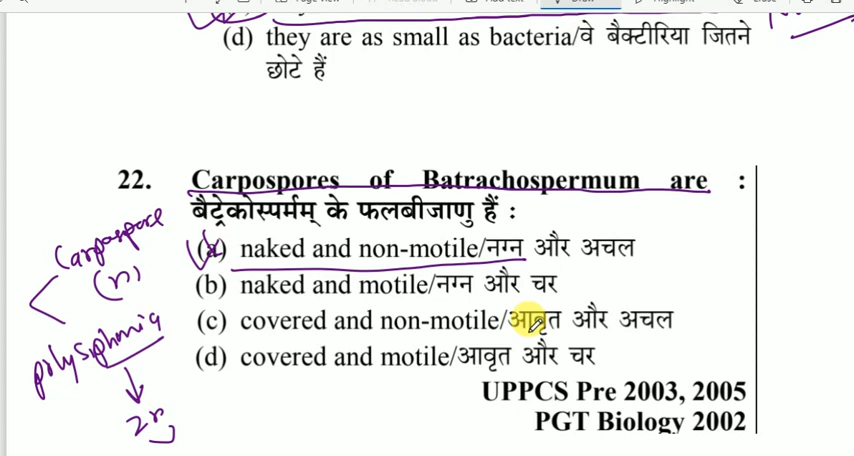 (d) they are as small as bacteria/वे बैक्टीरिया जितने
छोटे हैं
22. Carpospores of Batrachospermum are :
बैट्रेकोस्पर्मम् के फलबीजाणु हैं :
(a) naked and non-motile/नग्न और अचल
(b) naked and motile/नग्न और चर
(c) covered and non-motile/आवृत और अचल
(d) covered and motile/आवृत और चर
UPPCS Pre 2003, 2005
PGT Biology 2002
Carpospore
(n)
polysiphonia
2n